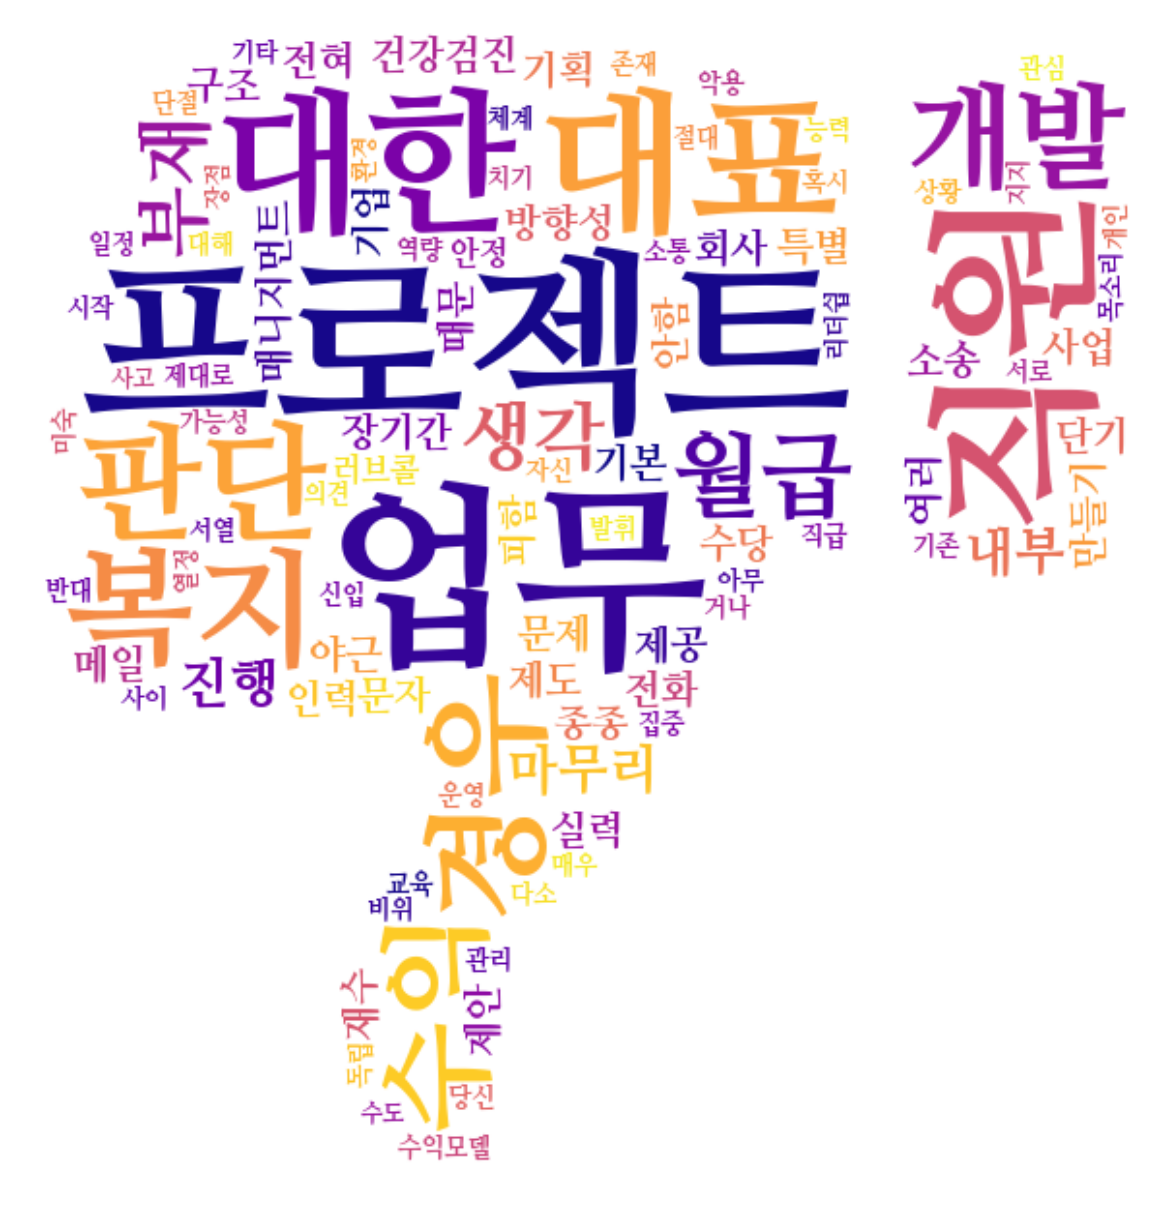 기타
전혀
건강검진
기획
존재
관심
구조
악용
단절
대한
체계
대표
절대
능력
개발
부재
장점
환경
치기
혹시
지지
상황
일정
대해
기업
역량
안정
방향성
소통
회사
특별
직원
개인
목소리
시작
매니지먼트
때문
안함
리더쉽
프로젝트
사고
제대로
소송
서로
사업
미숙
가능성
장기간
생각
자신
기본
월급
단기
판단
러브콜
의견
서열
업무
피함
발휘
수당
직급
여러
기존
내부
만들기
반대
열정
복지
신입
아무
거나
메일
사이
진행
야근
인력
문자
문제
제공
제도
전화
종종
집중
경우
마무리
운영
실력
매우
다소
교육
비위
수익
관리
재수
제안
독립
당신
수도
수익모델